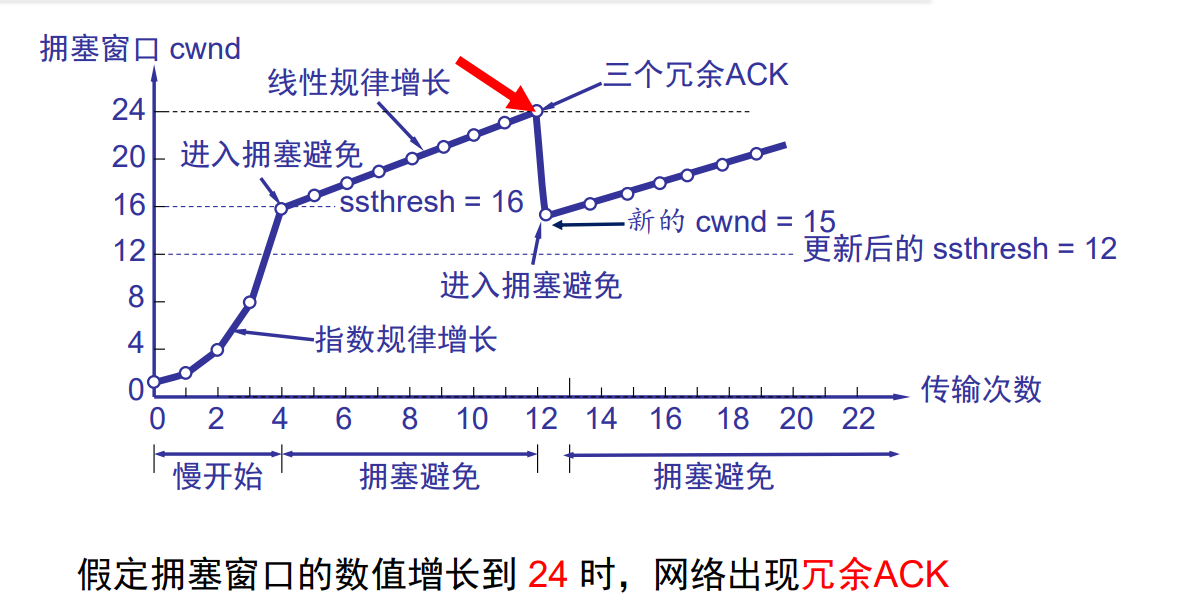 拥塞窗口 cwnd
线性规律增长
三个冗余ACK
24
20
进入拥塞避免
16
ssthresh = 16
新的 cwnd = 15
12
更新后的 ssthresh = 12
进入拥塞避免
8
4
指数规律增长
0
传输次数
0 2 4 6 8 10 12 14 16 18 20 22
慢开始 拥塞避免 拥塞避免
假定拥塞窗口的数值增长到 24 时，网络出现冗余ACK